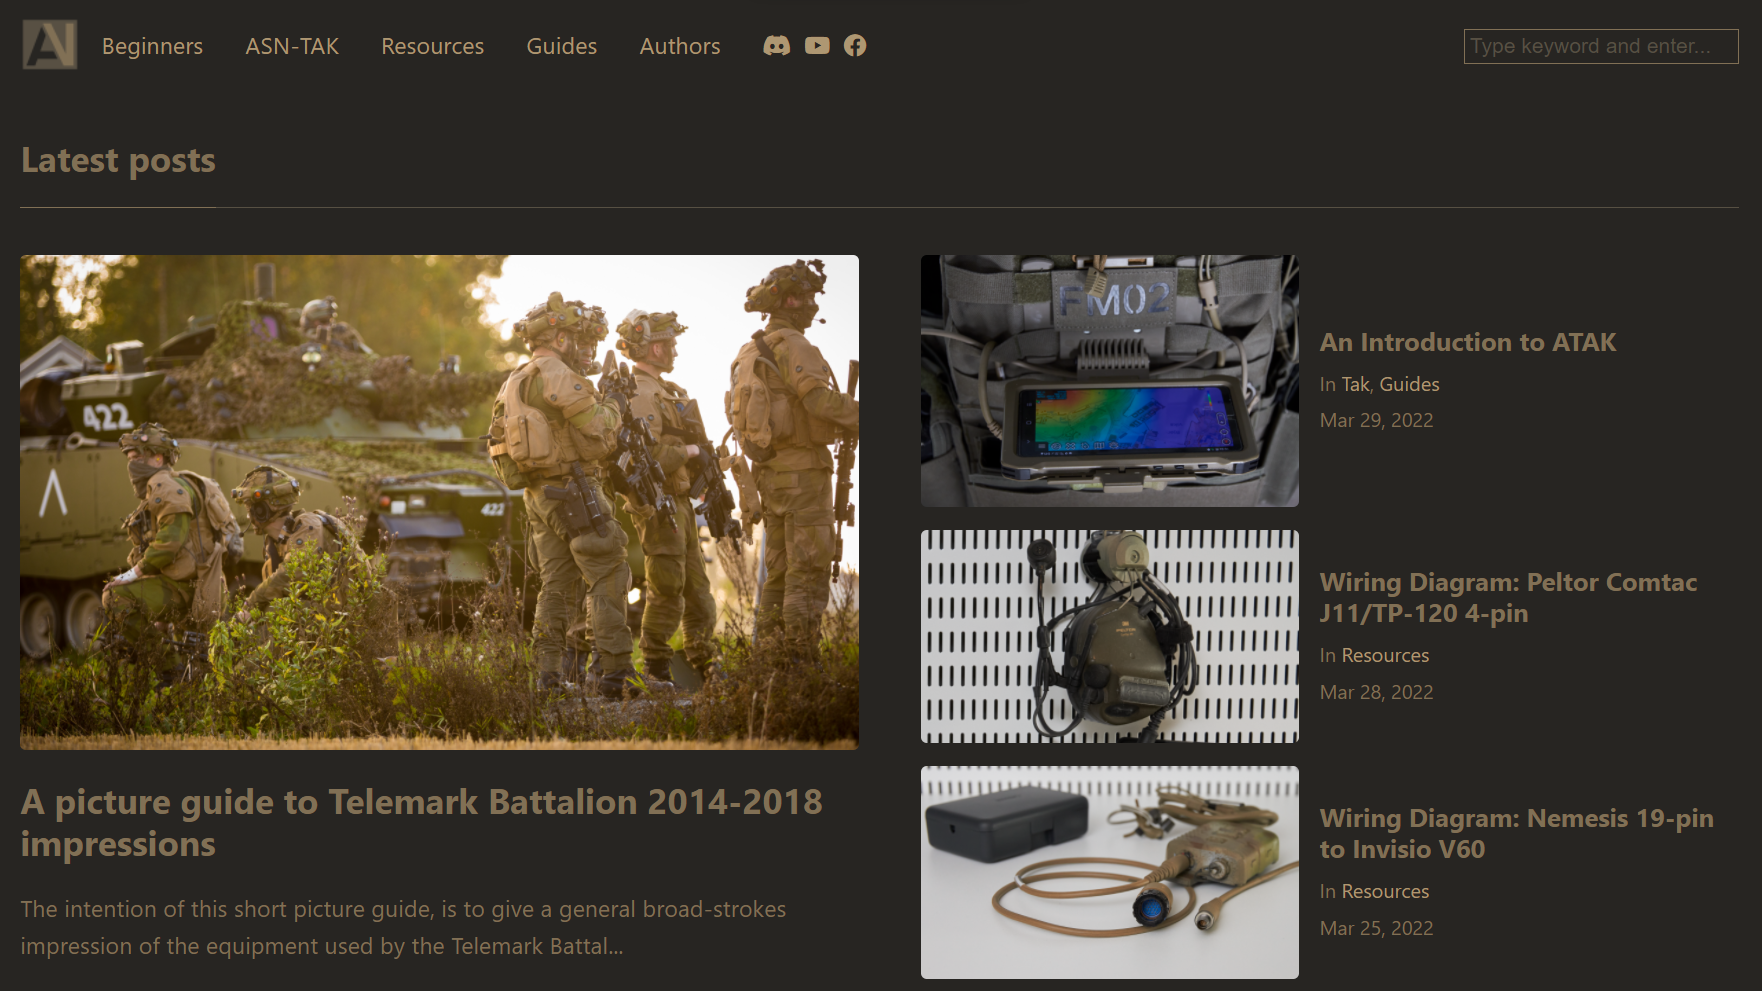 AN
Beginners
ASN-TAK
Resources
Guides
Authors
Type keyword and enter...
Latest posts
422
422
A picture guide to Telemark Battalion 2014-2018
impressions
The intention of this short picture guide, is to give a general broad-strokes
impression of the equipment used by the Telemark Battal...
FM02
An Introduction to ATAK
In Tak, Guides
Mar 29, 2022
Wiring Diagram: Peltor Comtac
J11/TP-120 4-pin
In Resources
Mar 28, 2022
Wiring Diagram: Nemesis 19-pin
to Invisio V60
In Resources
Mar 25, 2022